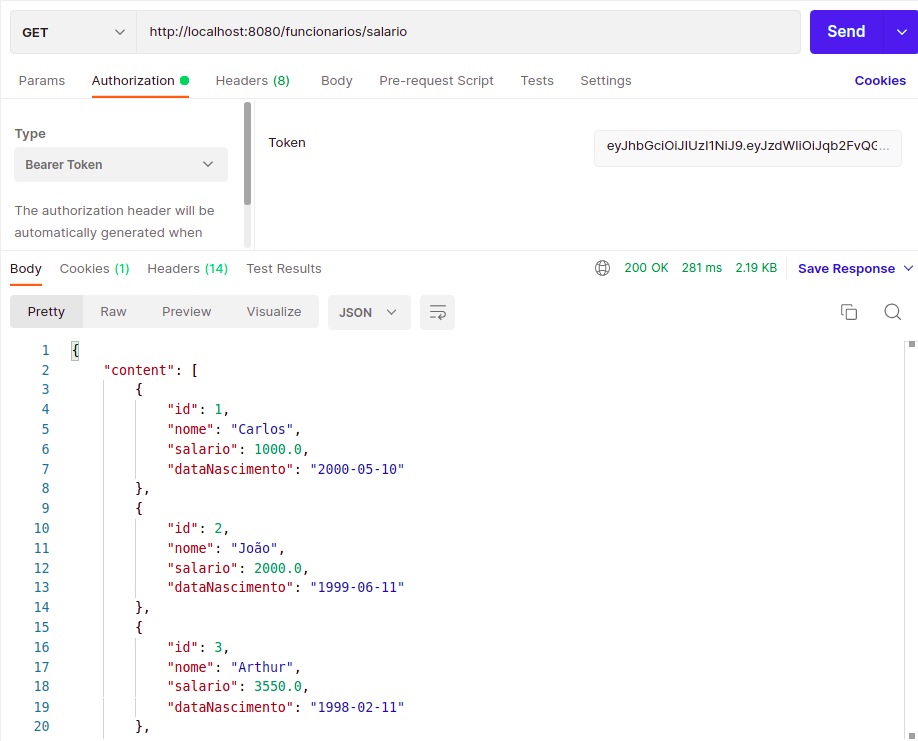 GET http://localhost:8080/funcionarios/salario Send
Params Authorization Headers (8) Body Pre-request Script Tests Settings Cookies
Type
Bearer Token
The authorization header will be
automatically generated when
Token eyJhbGciOiJIUzI1NiJ9.eyJzdWIiOiJqb2FvQG...
Body Cookies (1) Headers (14) Test Results 200 OK 281 ms 2.19 KB Save Response
Pretty Raw Preview Visualize JSON
1 {
2 "content": [
3 {
4 "id": 1,
5 "nome": "Carlos",
6 "salario": 1000.0,
7 "dataNascimento": "2000-05-10"
8 },
9 {
10 "id": 2,
11 "nome": "João",
12 "salario": 2000.0,
13 "dataNascimento": "1999-06-11"
14 },
15 {
16 "id": 3,
17 "nome": "Arthur",
18 "salario": 3550.0,
19 "dataNascimento": "1998-02-11"
20 },